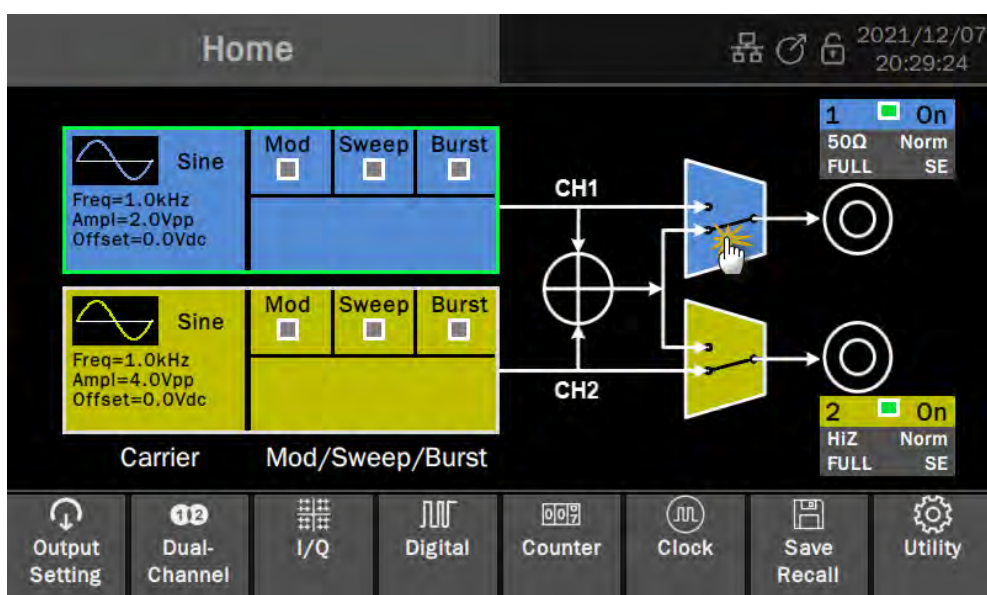 Home
2021/12/07
20:29:24
Sine
Freq=1.0kHz
Ampl=2.0Vpp
Offset=0.0Vdc
Mod Sweep Burst
CH1
1 On
50Ω Norm
FULL SE
Sine
Freq=1.0kHz
Ampl=4.0Vpp
Offset=0.0Vdc
Mod Sweep Burst
CH2
2 On
HiZ Norm
FULL SE
Carrier
Mod/Sweep/Burst
Output
Setting
12
Dual-
Channel
I/Q
Digital
009
Counter
Clock
Save
Recall
Utility